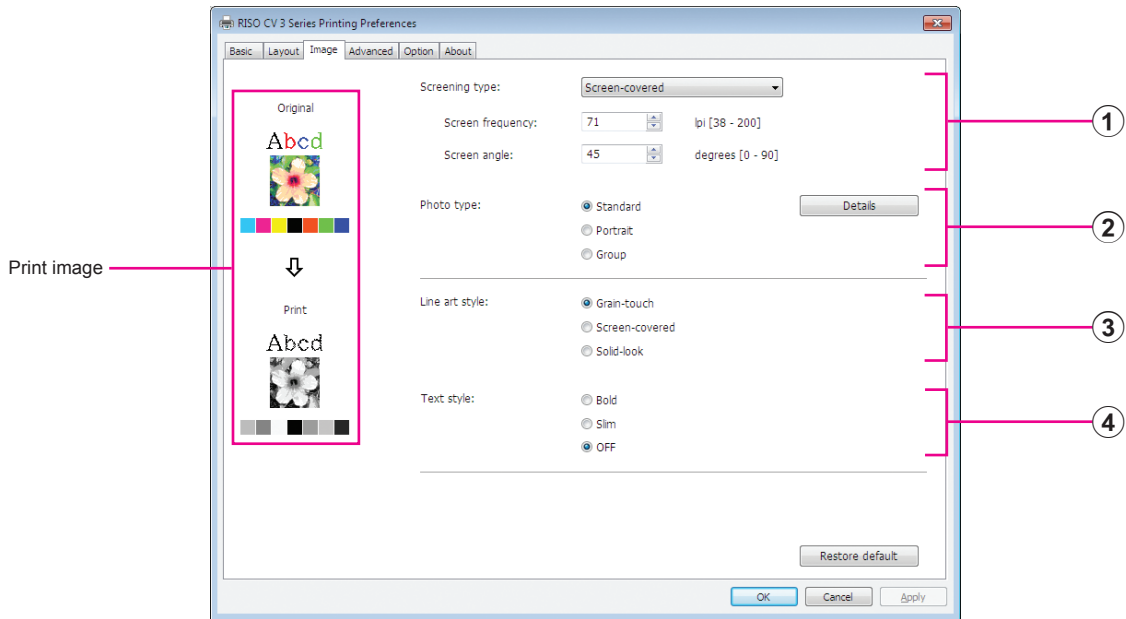 RISO CV 3 Series Printing Preferences
Basic Layout Image Advanced Option About
Print image
Original
Abcd
Print
Abcd
Screening type: Screen-covered
Screen frequency: 71 lpi [38 - 200]
Screen angle: 45 degrees [0 - 90]
1
Photo type: Standard Details
Portrait
Group
2
Line art style: Grain-touch
Screen-covered
Solid-look
3
Text style: Bold
Slim
OFF
4
Restore default
OK Cancel Apply